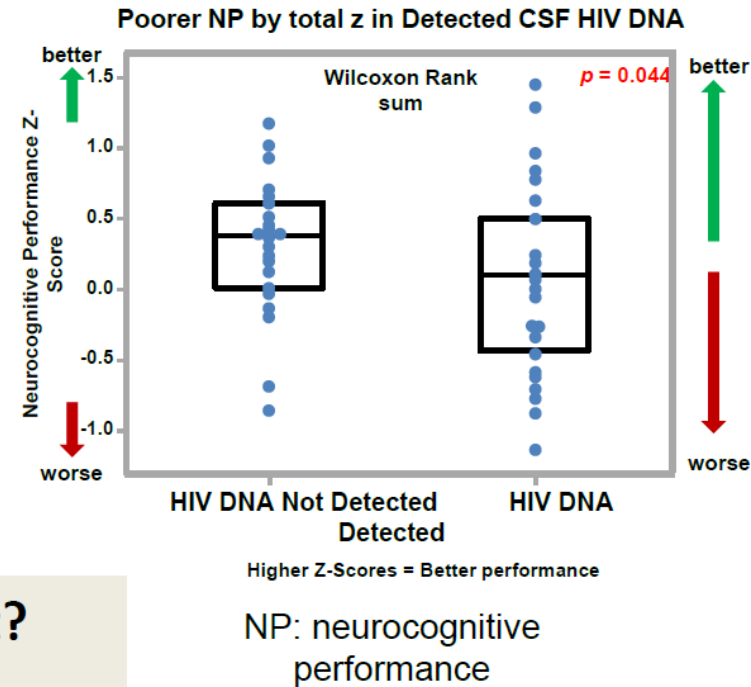 Poorer NP by total z in Detected CSF HIV DNA
better
better
Wilcoxon Rank
sum
p = 0.044
Neurocognitive Performance Z-
Score
1.5
1.0
0.5
0.0
-0.5
-1.0
worse
worse
HIV DNA Not Detected
HIV DNA
Detected
Higher Z-Scores = Better performance
?
NP: neurocognitive
performance